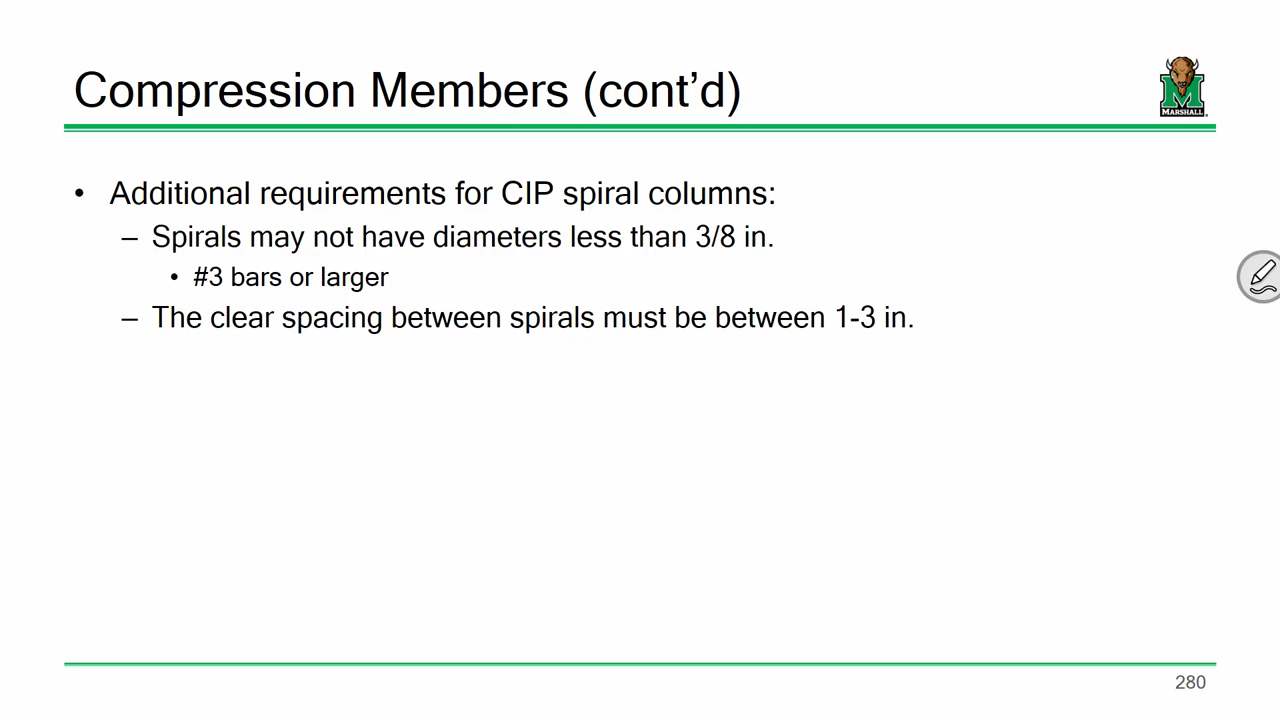 Compression Members (cont’d)
MARSHALL
• Additional requirements for CIP spiral columns:
– Spirals may not have diameters less than 3/8 in.
• #3 bars or larger
– The clear spacing between spirals must be between 1-3 in.
280